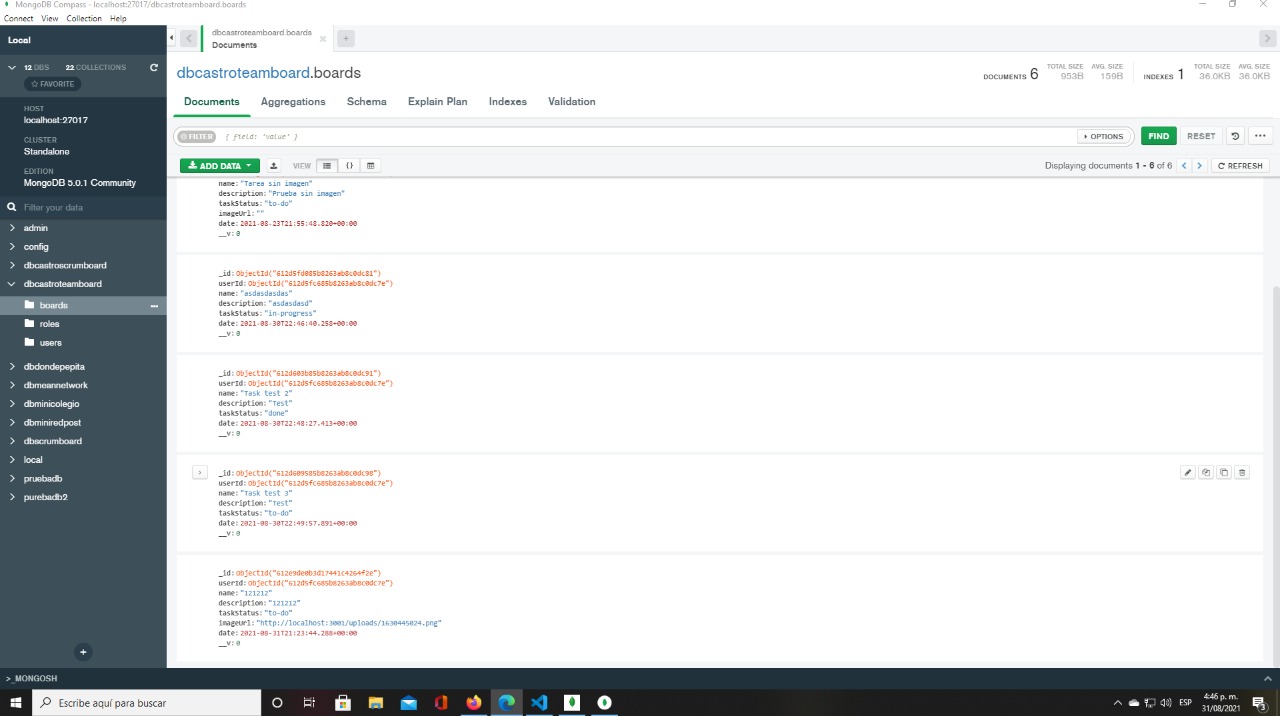 MongoDB Compass - localhost:27017/dbcastroteamboard.boards
Connect View Collection Help
Local
dbcastroteamboard.boards
Documents
12 DBS 22 COLLECTIONS
FAVORITE
HOST
localhost:27017
CLUSTER
Standalone
EDITION
MongoDB 5.0.1 Community
Filter your data
admin
config
dbcastroscrumboard
dbcastroteamboard
boards
roles
users
dbdondepepita
dbmeannetwork
dbminicolegio
dbminiredpost
dbscrumboard
local
pruebadb
purebadb2
dbcastroteamboard.boards
DOCUMENTS 6 TOTAL SIZE 953B AVG. SIZE 159B INDEXES 1 TOTAL SIZE 36.0KB AVG. SIZE 36.0KB
Documents Aggregations Schema Explain Plan Indexes Validation
FILTER { field: 'value' } OPTIONS FIND RESET
ADD DATA VIEW Displaying documents 1 - 6 of 6 REFRESH
name: "Tarea sin imagen"
description: "Prueba sin imagen"
taskStatus: "to-do"
imageUrl: ""
date: 2021-08-23T21:55:48.820+00:00
__v: 0
_id: ObjectId("612d5fd085b8263ab8c0dc81")
userId: ObjectId("612d5fc685b8263ab8c0dc7e")
name: "asdasdasdas"
description: "asdasdasd"
taskStatus: "in-progress"
date: 2021-08-30T22:46:40.258+00:00
__v: 0
_id: ObjectId("612d603b85b8263ab8c0dc91")
userId: ObjectId("612d5fc685b8263ab8c0dc7e")
name: "Task test 2"
description: "Test"
taskStatus: "done"
date: 2021-08-30T22:48:27.413+00:00
__v: 0
_id: ObjectId("612d609585b8263ab8c0dc98")
userId: ObjectId("612d5fc685b8263ab8c0dc7e")
name: "Task test 3"
description: "Test"
taskStatus: "to-do"
date: 2021-08-30T22:49:57.891+00:00
__v: 0
_id: ObjectId("612e9de0b3d17441c4264f2e")
userId: ObjectId("612d5fc685b8263ab8c0dc7e")
name: "121212"
description: "121212"
taskStatus: "to-do"
imageUrl: "http://localhost:3001/uploads/1630445024.png"
date: 2021-08-31T21:23:44.288+00:00
__v: 0
>_MONGOSH
Escribe aquí para buscar
ESP
4:46 p. m.
31/08/2021